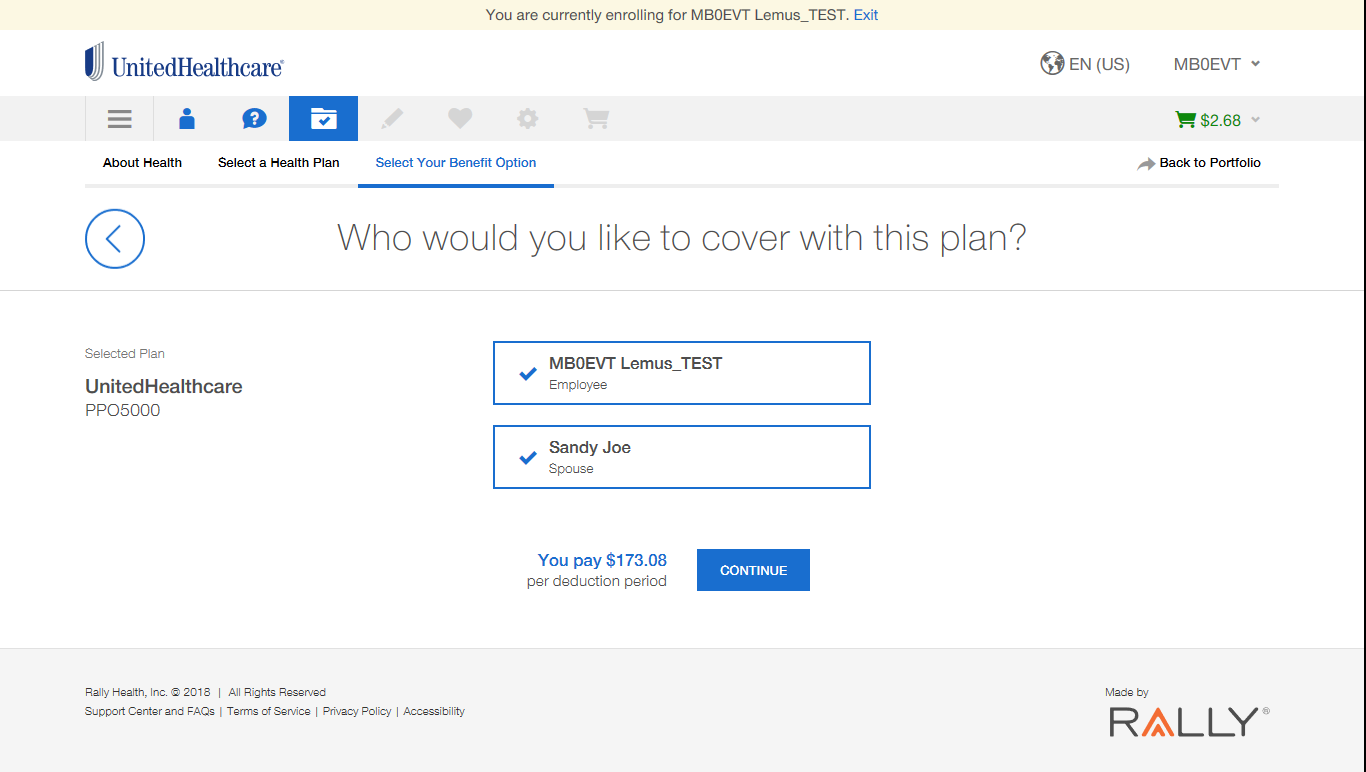 You are currently enrolling for MB0EVT Lemus_TEST. Exit
UnitedHealthcare®
EN (US)
MB0EVT
?
$2.68
About Health
Select a Health Plan
Select Your Benefit Option
Back to Portfolio
Who would you like to cover with this plan?
Selected Plan
UnitedHealthcare
PPO5000
MB0EVT Lemus_TEST
Employee
Sandy Joe
Spouse
You pay $173.08
per deduction period
CONTINUE
Rally Health, Inc. © 2018 | All Rights Reserved
Support Center and FAQs | Terms of Service | Privacy Policy | Accessibility
Made by
RALLY®